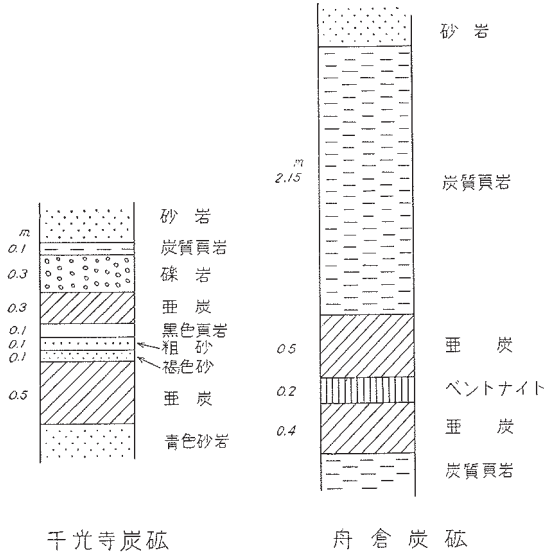 砂岩
m
0.1 炭質頁岩
0.3 礫岩
0.3 亜炭
0.1 黒色頁岩
0.1 粗砂
0.1 褐色砂
0.5 亜炭
青色砂岩
千光寺炭砿
砂岩
m
2.15 炭質頁岩
0.5 亜炭
0.2 ベントナイト
0.4 亜炭
炭質頁岩
舟倉炭砿